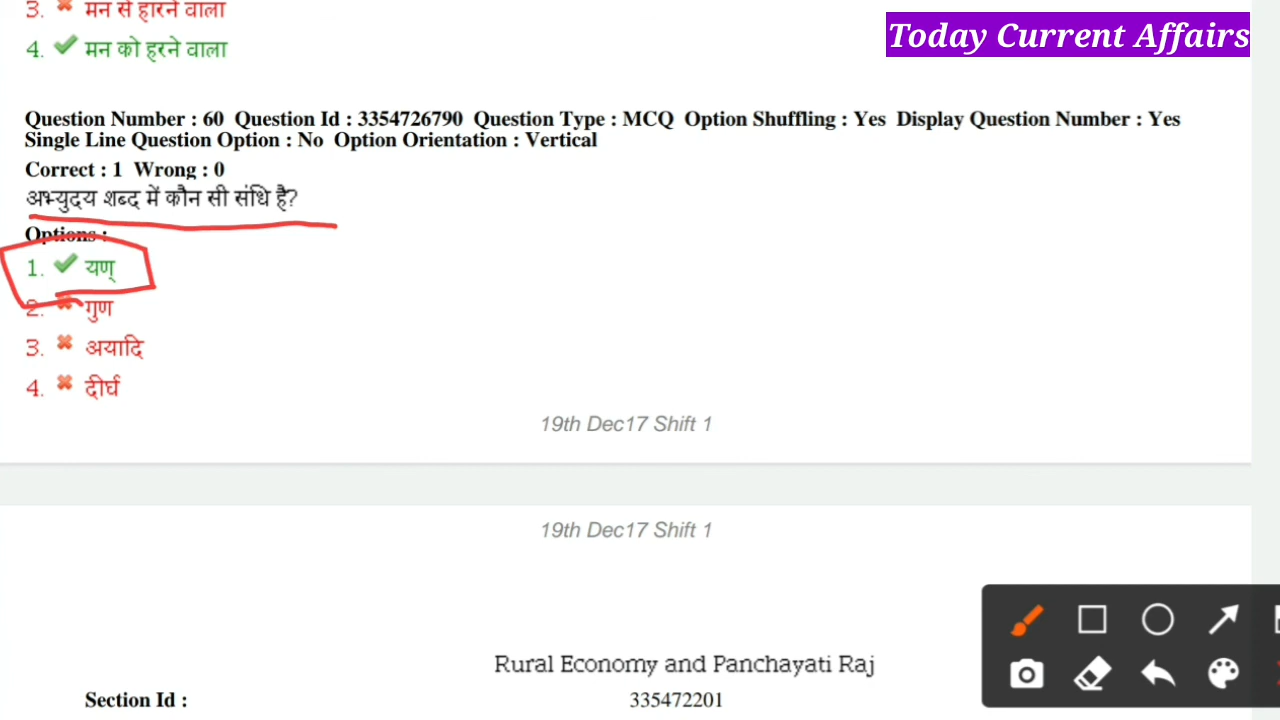 3. मन से हारने वाला
Today Current Affairs
4. मन को हरने वाला
Question Number : 60 Question Id : 3354726790 Question Type : MCQ Option Shuffling : Yes Display Question Number : Yes
Single Line Question Option : No Option Orientation : Vertical
Correct : 1 Wrong : 0
अभ्युदय शब्द में कौन सी संधि है?
Options :
1. यण्
2. गुण
3. अयादि
4. दीर्घ
19th Dec17 Shift 1
19th Dec17 Shift 1
Rural Economy and Panchayati Raj
Section Id : 335472201